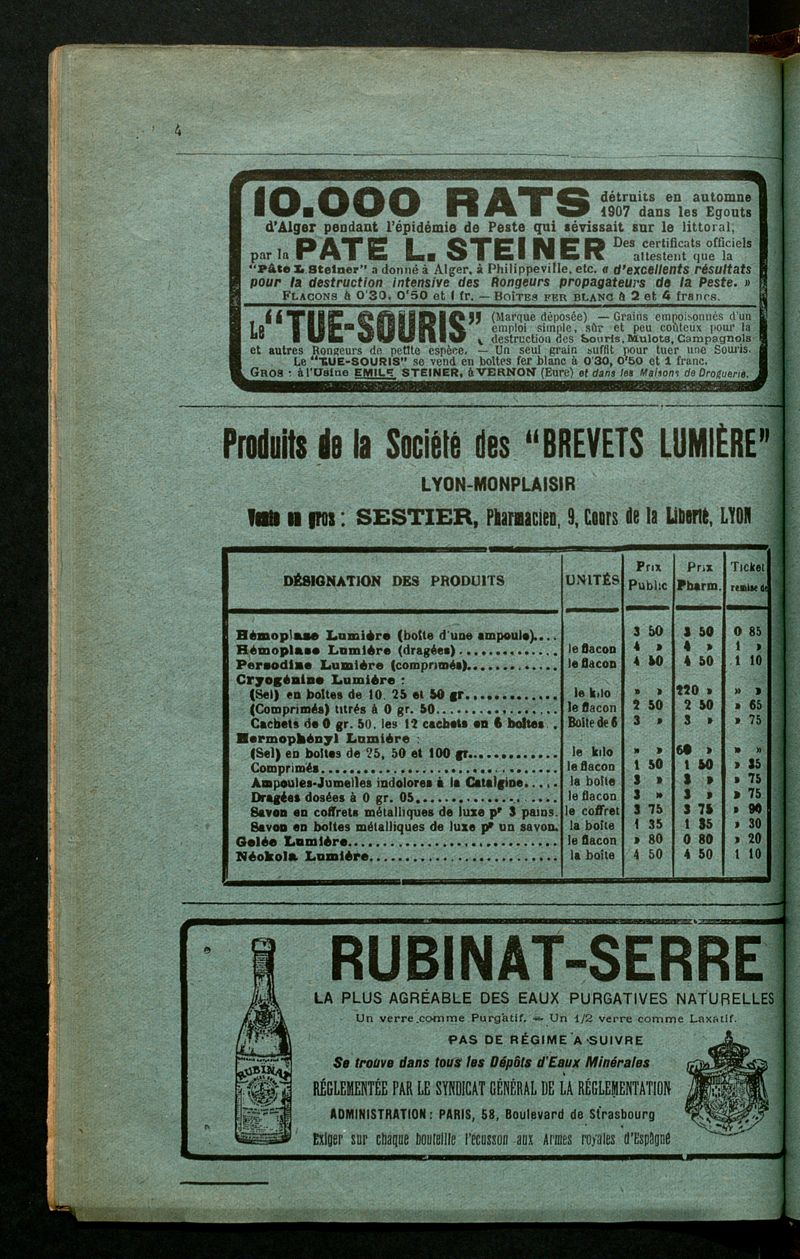 4
10.000 RATS détruits en automne
1907 dans les Egouts
d'Alger pendant l'épidémie de Peste qui sévissait sur le littoral,
par la PATE L. STEINER Des certificats officiels
attestent que la
"Pâte L. Steiner" a donné à Alger, à Philippeville, etc. « d'excellents résultats
pour la destruction intensive des Rongeurs propagateurs de la Peste. »
FLACONS à 0'30, 0'50 et 1 fr. — BOÎTES FER BLANC à 2 et 4 francs.
Le "TUE-SOURIS" (Marque déposée) — Grains empoisonnés d'un
emploi simple, sûr et peu coûteux pour la
destruction des Souris, Mulots, Campagnols
et autres Rongeurs de petite espèce. — Un seul grain suffit pour tuer une Souris.
Le "TUE-SOURIS" se vend en boîtes fer blanc à 0'30, 0'50 et 1 franc.
GROS : à l'Usine EMILE STEINER, à VERNON (Eure) et dans les Maisons de Droguerie.
Produits de la Société des "BREVETS LUMIÈRE"
LYON-MONPLAISIR
Vente en gros : SESTIER, Pharmacien, 9, Cours de la Liberté, LYON
DÉSIGNATION DES PRODUITS UNITÉS Prix Public Prix Pharm. Ticket remise de
Hémoplase Lumière (boîte d'une ampoule).... 3 50 3 50 0 85
Hémoplase Lumière (dragées)............. le flacon 4 » 4 » 1 »
Persodine Lumière (comprimés)............. le flacon 4 50 4 50 1 10
Cryogénine Lumière :
(Sel) en boîtes de 10, 25 et 50 gr............. le kilo » » 220 » » »
(Comprimés) titrés à 0 gr. 50................. le flacon 2 50 2 50 » 65
Cachets de 0 gr. 50, les 12 cachets en 6 boîtes . Boîte de 6 3 » 3 » » 75
Hermophényl Lumière :
(Sel) en boîtes de 25, 50 et 100 gr............. le kilo » » 60 » » »
Comprimés................................. le flacon 1 50 1 50 » 35
Ampoules-Jumelles indolores à la Catalgine..... la boîte 3 » 3 » » 75
Dragées dosées à 0 gr. 05................. le flacon 3 » 3 » » 75
Savon en coffrets métalliques de luxe pr 3 pains. le coffret 3 75 3 75 » 90
Savon en boîtes métalliques de luxe pr un savon. la boîte 1 35 1 35 » 30
Gelée Lumière............................. le flacon » 80 0 80 » 20
Néokola Lumière........................... la boîte 4 50 4 50 1 10
RUBINAT
RUBINAT-SERRE
LA PLUS AGRÉABLE DES EAUX PURGATIVES NATURELLES
Un verre comme Purgatif. — Un 1/2 verre comme Laxatif.
PAS DE RÉGIME A SUIVRE
Se trouve dans tous les Dépôts d'Eaux Minérales
RÉGLEMENTÉE PAR LE SYNDICAT GÉNÉRAL DE LA RÉGLEMENTATION
ADMINISTRATION : PARIS, 58, Boulevard de Strasbourg
Exiger sur chaque bouteille l'écusson aux Armes royales d'Espagne